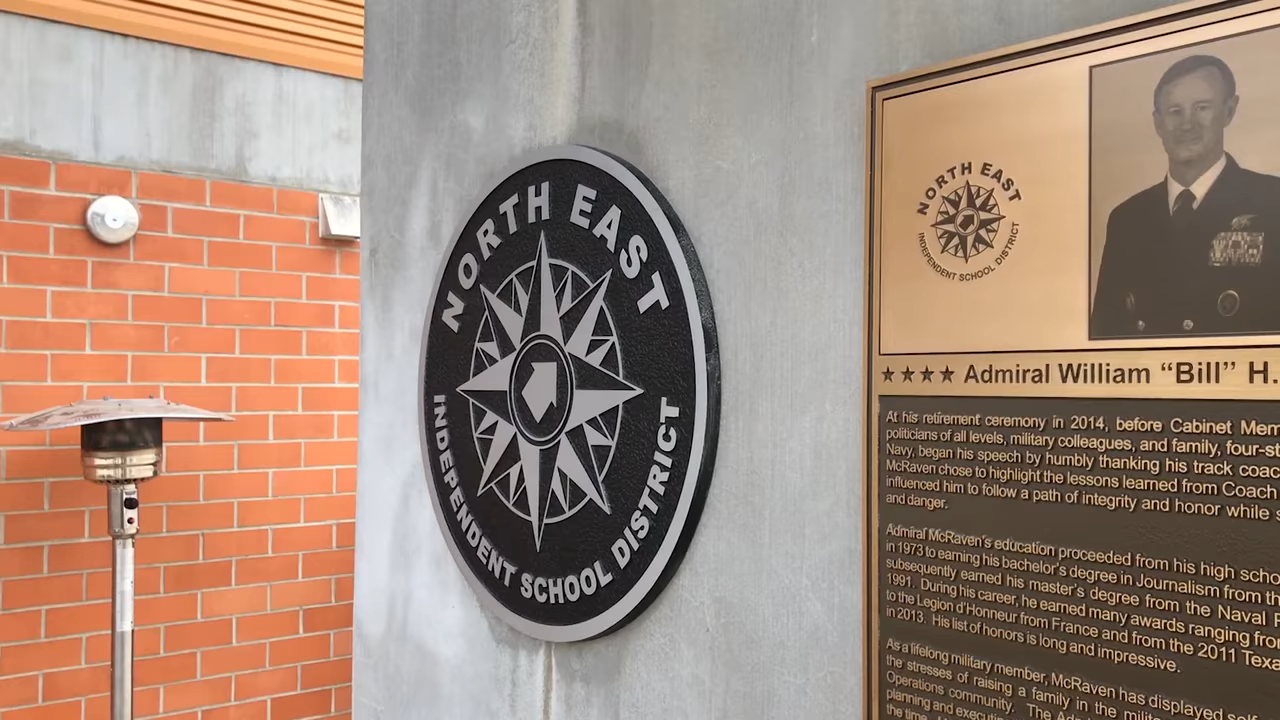 NORTH EAST
INDEPENDENT SCHOOL DISTRICT
NORTH EAST
INDEPENDENT SCHOOL DISTRICT
★★★★ Admiral William “Bill” H.
At his retirement ceremony in 2014, before Cabinet Mem
politicians of all levels, military colleagues, and family, four-st
Navy, began his speech by humbly thanking his track coac
McRaven chose to highlight the lessons learned from Coach
influenced him to follow a path of integrity and honor while s
and danger.
Admiral McRaven's education proceeded from his high scho
in 1973 to earning his bachelor's degree in Journalism from th
subsequently earned his master's degree from the Naval P
1991. During his career, he earned many awards ranging from
to the Legion d'Honneur from France and from the 2011 Texa
in 2013. His list of honors is long and impressive.
As a lifelong military member, McRaven has displayed self
the stresses of raising a family in the milit
Operations community. The Ad
planning and executi
the time.